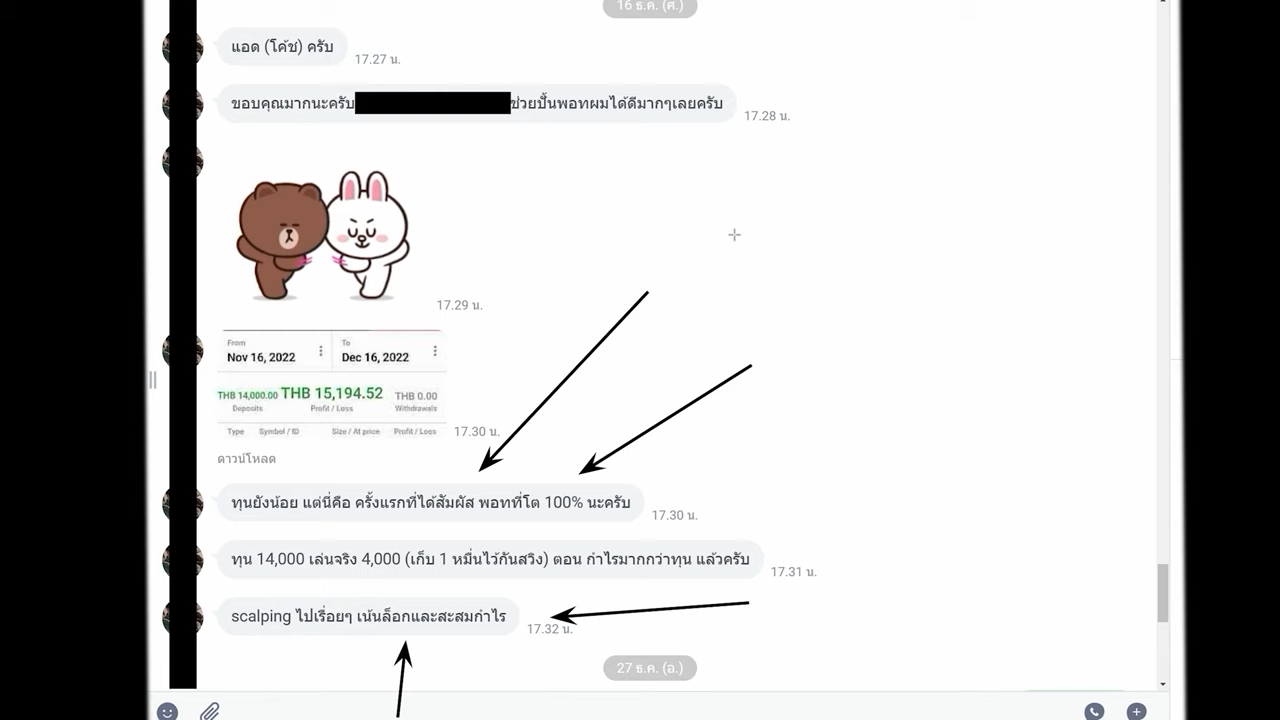 16 ธ.ค. (ศ.)
แอด (โค้ช) ครับ
17.27 น.
ขอบคุณมากนะครับ ช่วยปั้นพอทผมได้ดีมากๆเลยครับ
17.28 น.
17.29 น.
From To
Nov 16, 2022 Dec 16, 2022
THB 14,000.00 THB 15,194.52 THB 0.00
Deposits Profit / Loss Withdrawals
Type Symbol / ID Size / At price Profit / Loss
17.30 น.
ดาวน์โหลด
ทุนยังน้อย แต่นี่คือ ครั้งแรกที่ได้สัมผัส พอทที่โต 100% นะครับ
17.30 น.
ทุน 14,000 เล่นจริง 4,000 (เก็บ 1 หมื่นไว้กันสวิง) ตอน กำไรมากกว่าทุน แล้วครับ
17.31 น.
scalping ไปเรื่อยๆ เน้นล็อกและสะสมกำไร
17.32 น.
27 ธ.ค. (อ.)